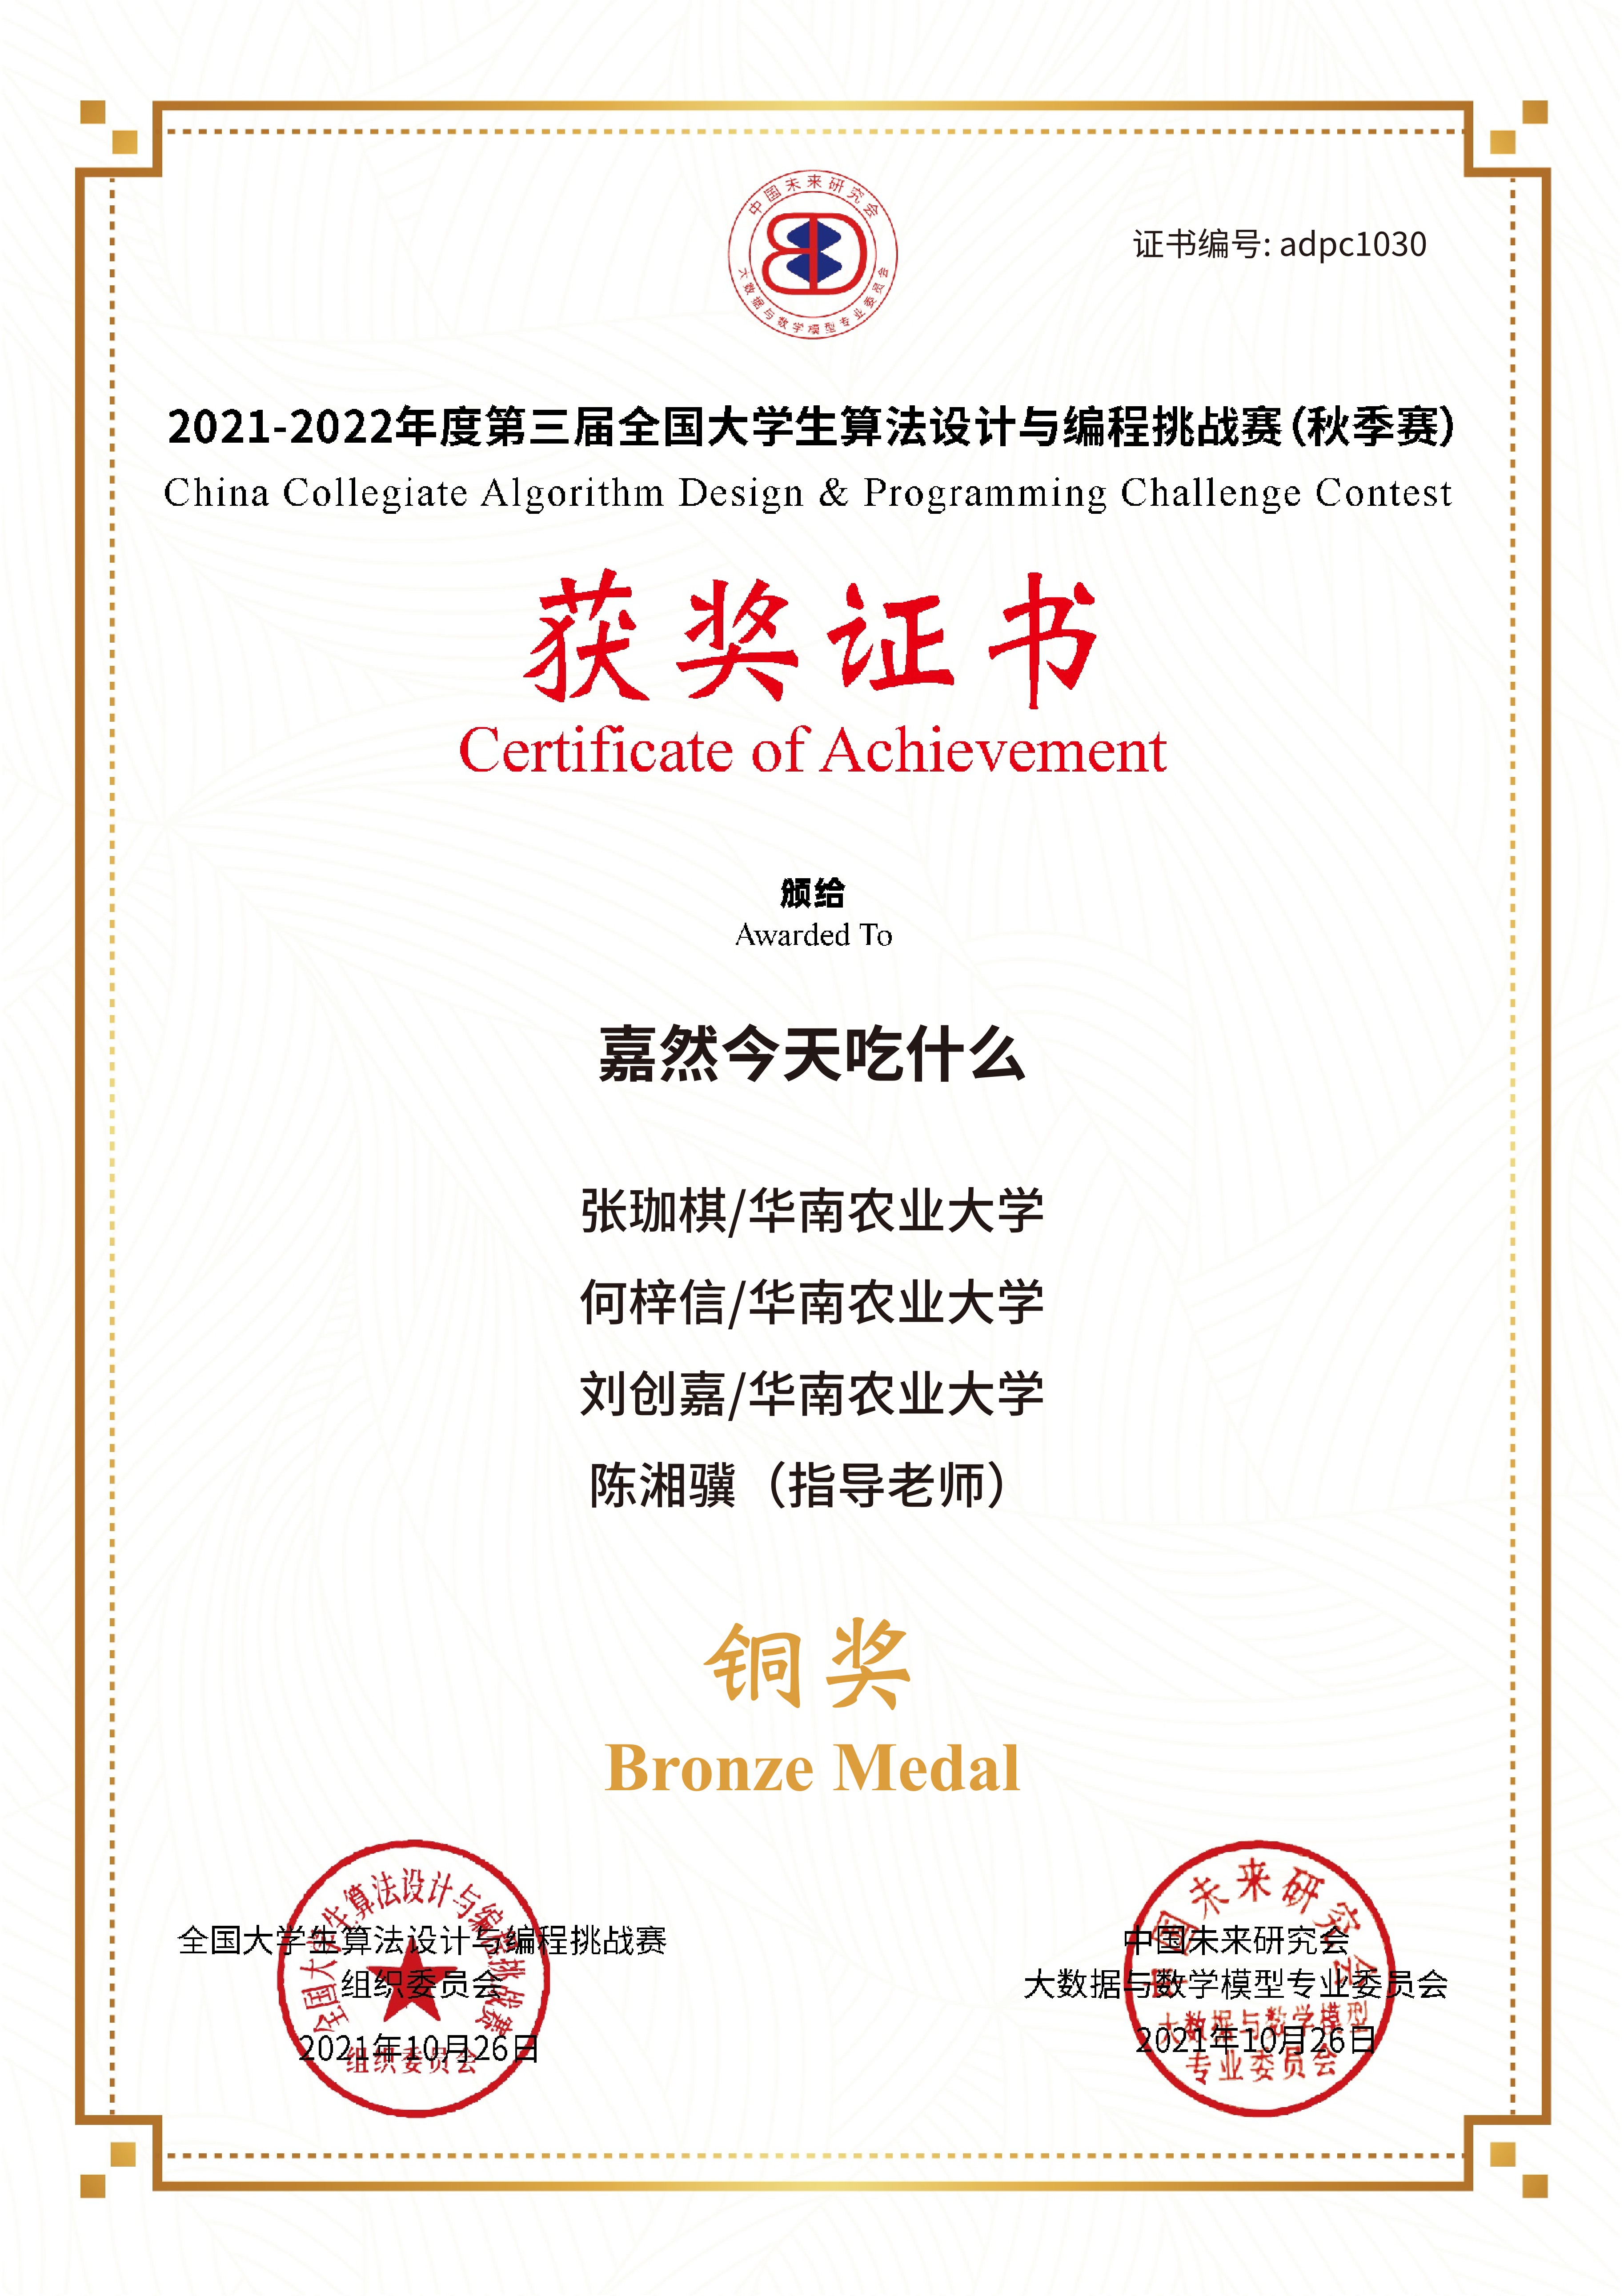 中国未来研究会
大数据与数学模型专业委员会
证书编号: adpc1030
2021-2022年度第三届全国大学生算法设计与编程挑战赛（秋季赛）
China Collegiate Algorithm Design & Programming Challenge Contest
获奖证书
Certificate of Achievement
颁给
Awarded To
嘉然今天吃什么
张珈棋/华南农业大学
何梓信/华南农业大学
刘创嘉/华南农业大学
陈湘骥（指导老师）
铜奖
Bronze Medal
全国大学生算法设计与编程挑战赛
组织委员会
2021年10月26日
全国大学生算法设计与编程挑战赛
组织委员会
中国未来研究会
大数据与数学模型专业委员会
2021年10月26日
中国未来研究会
大数据与数学模型
专业委员会